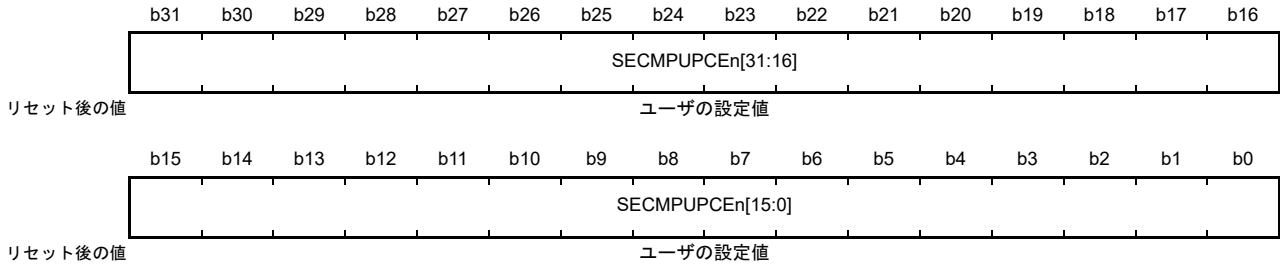 b31 b30 b29 b28 b27 b26 b25 b24 b23 b22 b21 b20 b19 b18 b17 b16
SECMPUPCEn[31:16]
リセット後の値 ユーザの設定値
b15 b14 b13 b12 b11 b10 b9 b8 b7 b6 b5 b4 b3 b2 b1 b0
SECMPUPCEn[15:0]
リセット後の値 ユーザの設定値